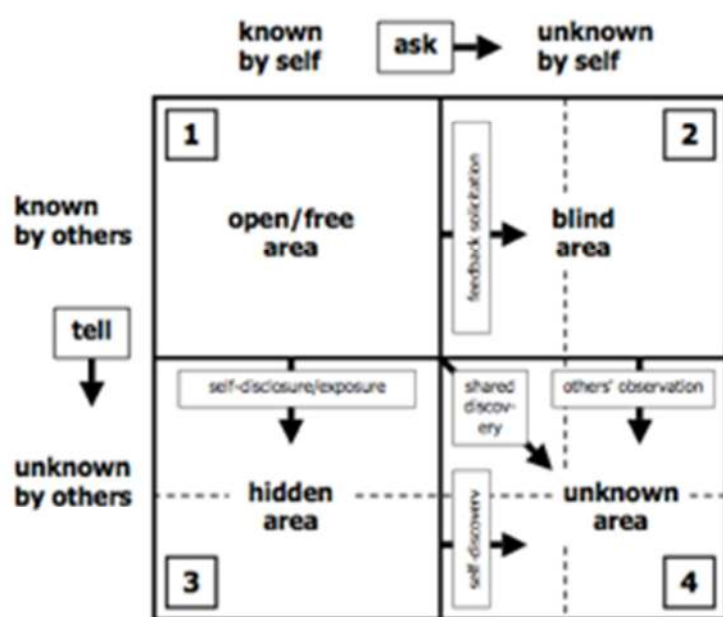 known
by self
ask
unknown
by self
1
2
known
by others
open/free
area
feedback solicitation
blind
area
tell
self-disclosure/exposure
shared
discov-
ery
others' observation
unknown
by others
hidden
area
self-discovery
unknown
area
3
4